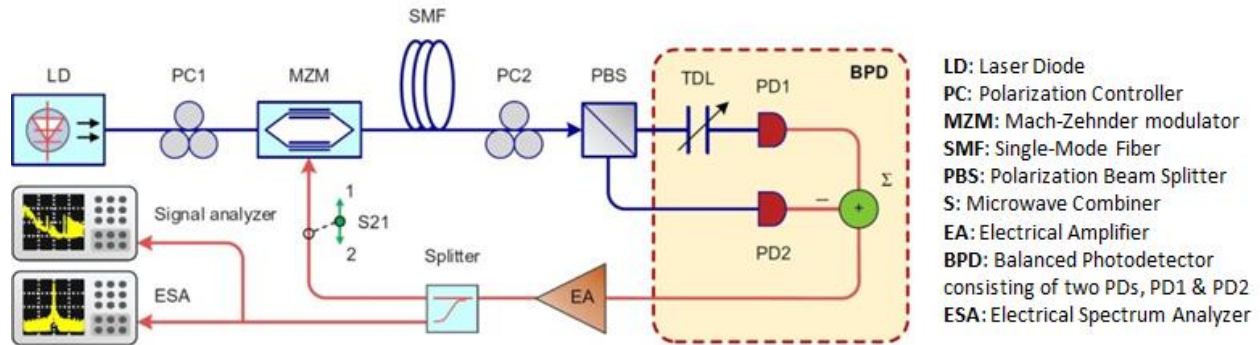 SMF
LD
PC1
MZM
PC2
PBS
TDL
PD1
BPD
Σ
–
+
PD2
1
S21
2
Signal analyzer
ESA
Splitter
EA
LD: Laser Diode
PC: Polarization Controller
MZM: Mach-Zehnder modulator
SMF: Single-Mode Fiber
PBS: Polarization Beam Splitter
S: Microwave Combiner
EA: Electrical Amplifier
BPD: Balanced Photodetector
consisting of two PDs, PD1 & PD2
ESA: Electrical Spectrum Analyzer